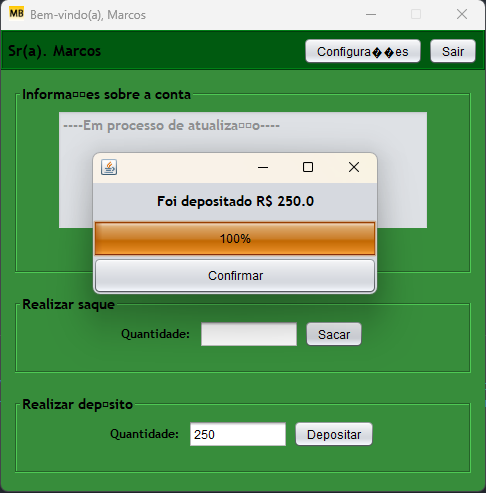 MB Bem-vindo(a), Marcos
Sr(a). Marcos
Configura��es
Sair
Informa¤¤es sobre a conta
----Em processo de atualiza¤¤o----
Foi depositado R$ 250.0
100%
Confirmar
Realizar saque
Quantidade:
Sacar
Realizar dep¤sito
Quantidade:
250
Depositar